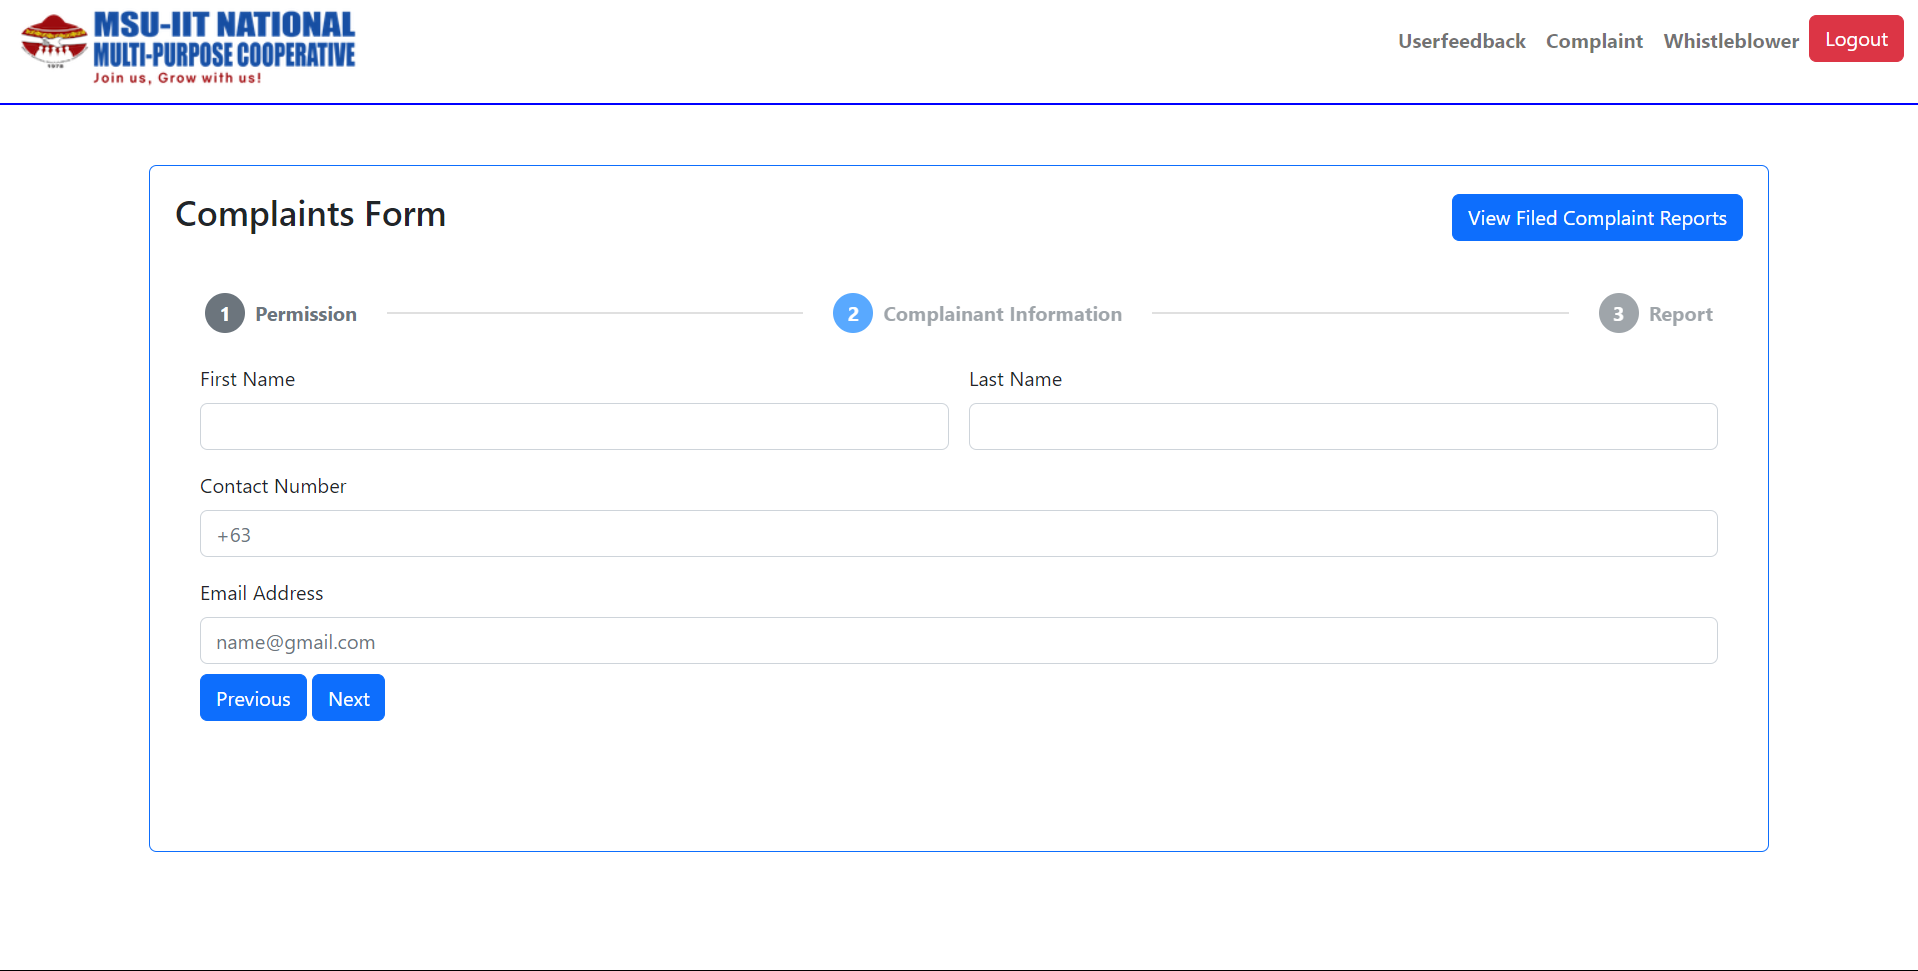 MSU-IIT NATIONAL
MULTI-PURPOSE COOPERATIVE
Join us, Grow with us!
1978
Userfeedback Complaint Whistleblower Logout
Complaints Form
View Filed Complaint Reports
1 Permission
2 Complainant Information
3 Report
First Name
Last Name
Contact Number
+63
Email Address
name@gmail.com
Previous Next